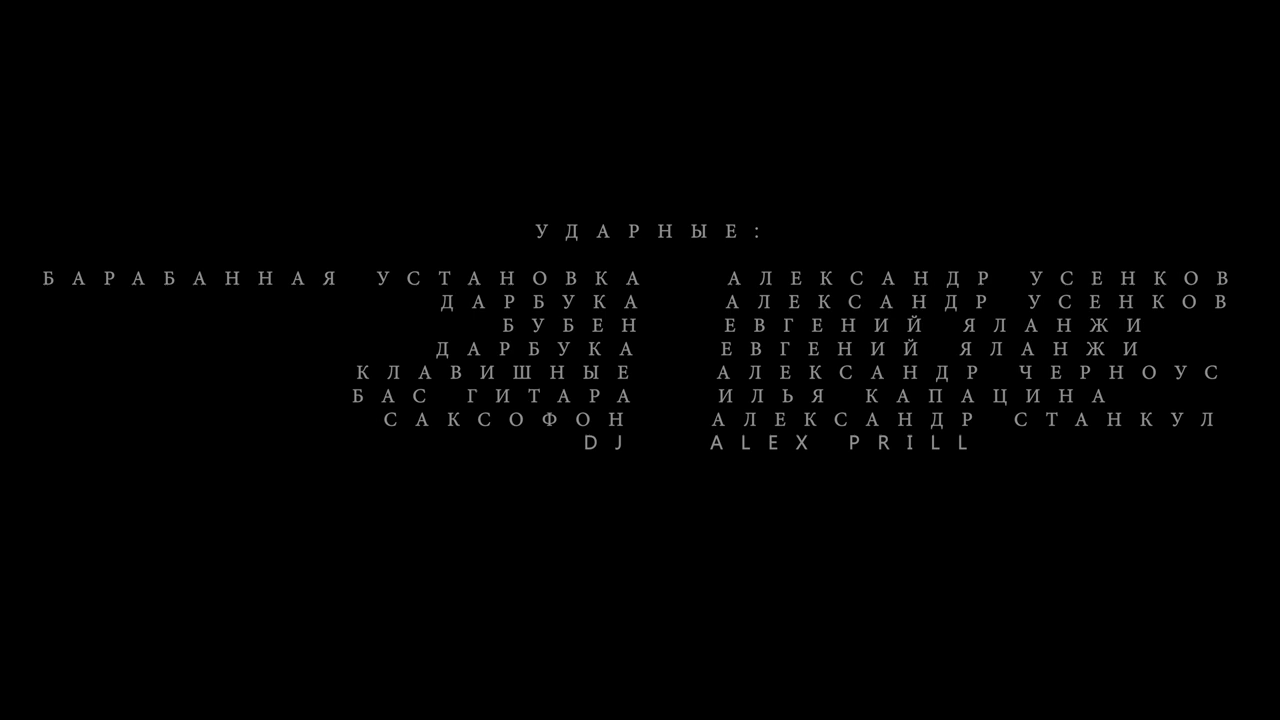 УДАРНЫЕ:
БАРАБАННАЯ УСТАНОВКА АЛЕКСАНДР УСЕНКОВ
ДАРБУКА АЛЕКСАНДР УСЕНКОВ
БУБЕН ЕВГЕНИЙ ЯЛАНЖИ
ДАРБУКА ЕВГЕНИЙ ЯЛАНЖИ
КЛАВИШНЫЕ АЛЕКСАНДР ЧЕРНОУС
БАС ГИТАРА ИЛЬЯ КАПАЦИНА
САКСОФОН АЛЕКСАНДР СТАНКУЛ
DJ ALEX PRILL